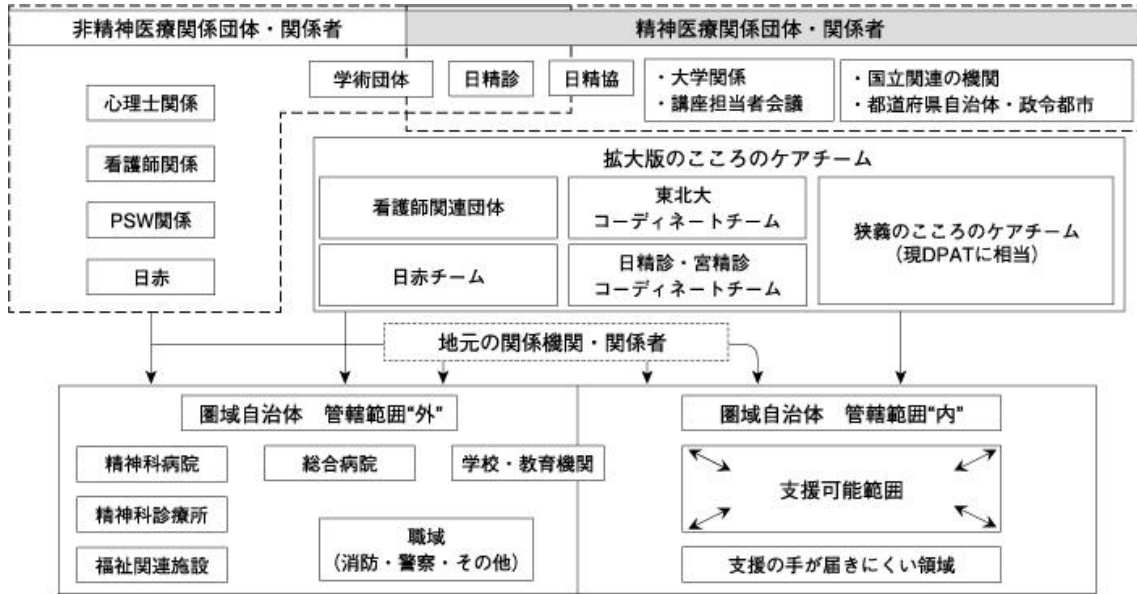 非精神医療関係団体・関係者
精神医療関係団体・関係者
学術団体
日精診
日精協
・大学関係
・講座担当者会議
・国立関連の機関
・都道府県自治体・政令都市
心理士関係
看護師関係
PSW関係
日赤
拡大版のこころのケアチーム
看護師関連団体
東北大
コーディネートチーム
狭義のこころのケアチーム
（現DPATに相当）
日赤チーム
日精診・宮精診
コーディネートチーム
地元の関係機関・関係者
圏域自治体　管轄範囲“外”
精神科病院
総合病院
学校・教育機関
精神科診療所
職域
（消防・警察・その他）
福祉関連施設
圏域自治体　管轄範囲“内”
支援可能範囲
支援の手が届きにくい領域